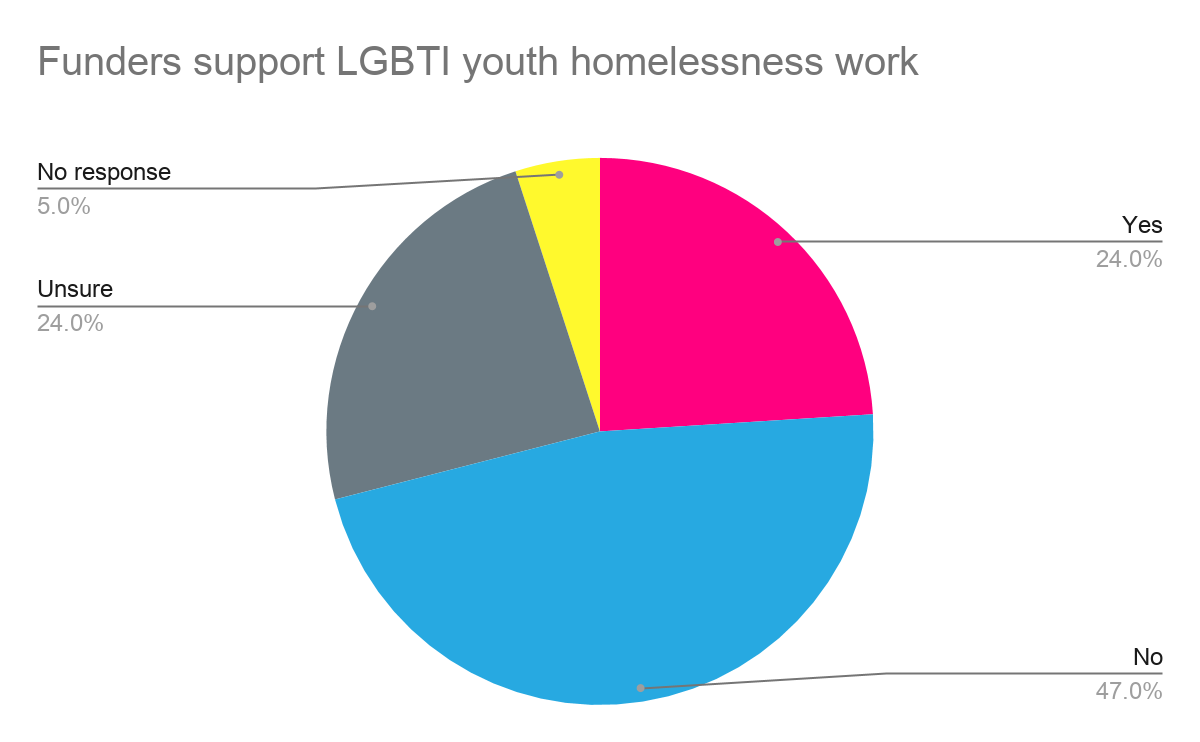 Funders support LGBTI youth homelessness work
No response
5.0%
Yes
24.0%
Unsure
24.0%
No
47.0%